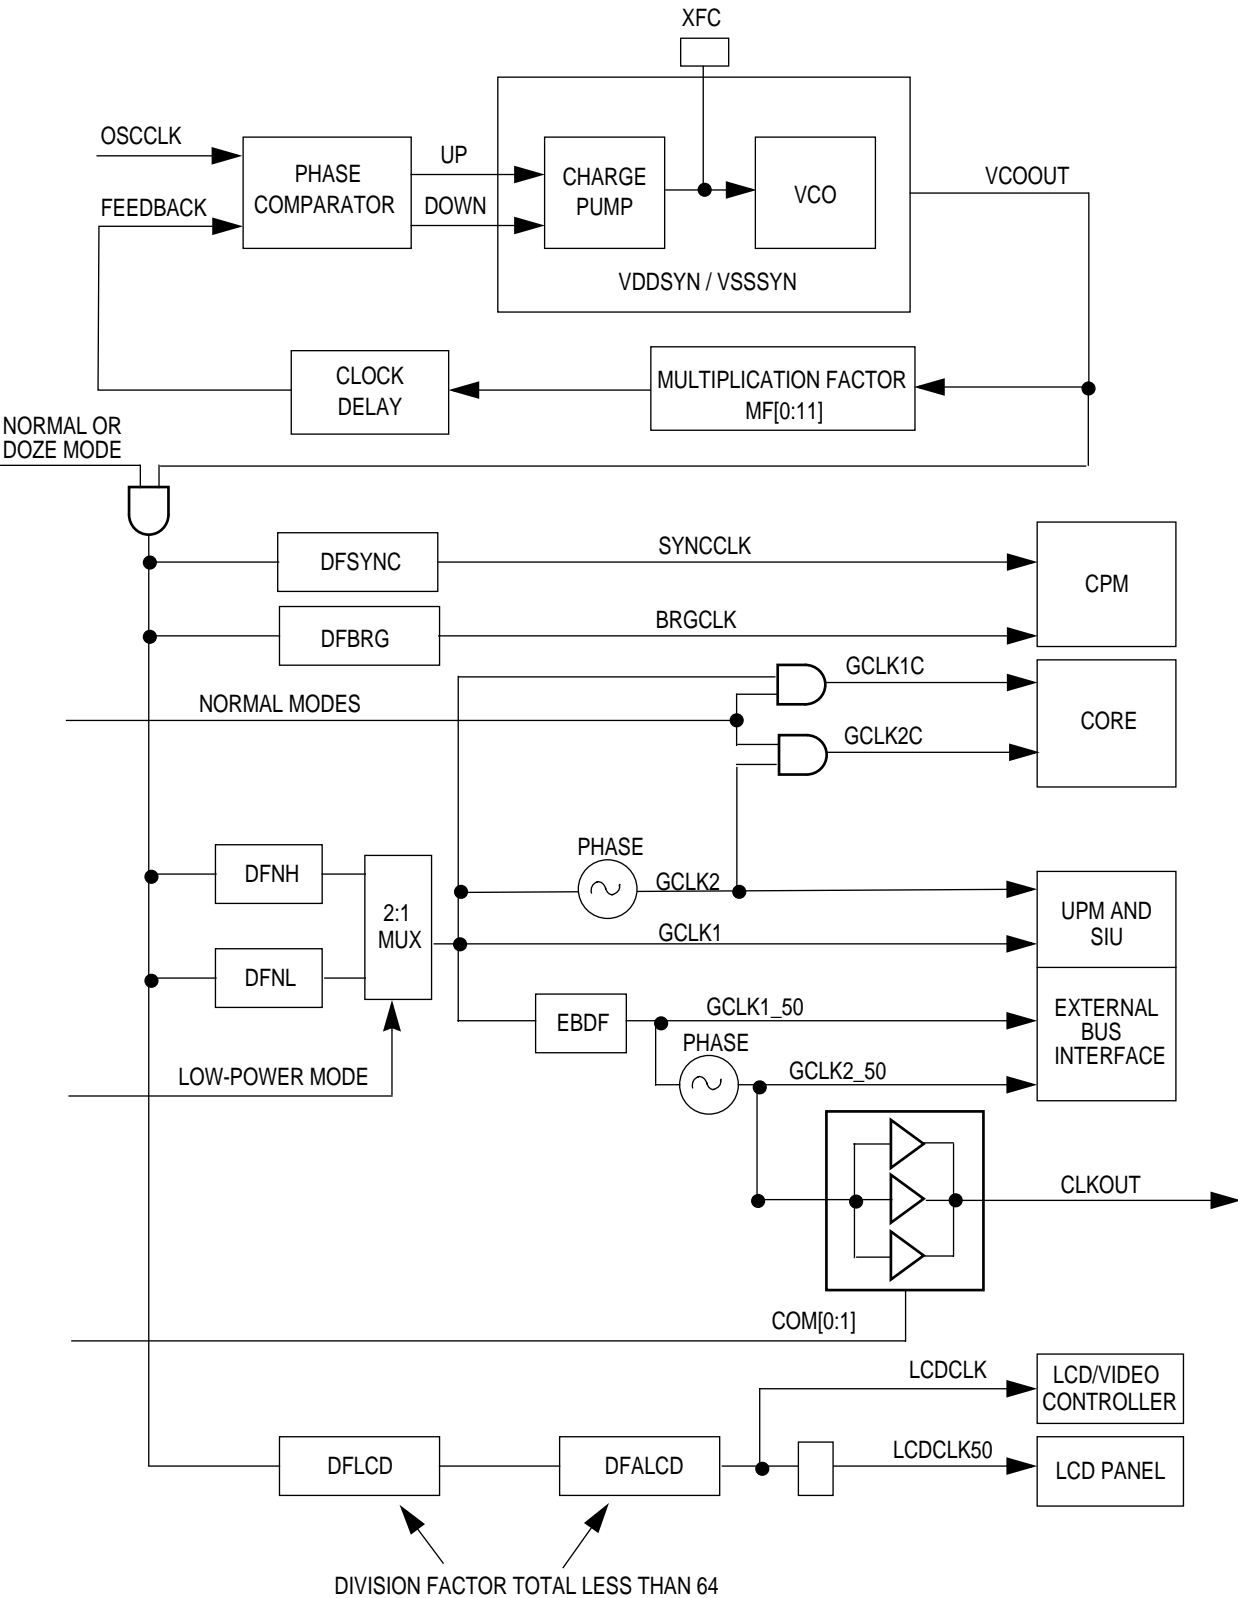 XFC
OSCCLK
PHASE
COMPARATOR
UP
CHARGE
PUMP
VCO
VCOOUT
FEEDBACK
DOWN
VDDSYN / VSSSYN
CLOCK
DELAY
MULTIPLICATION FACTOR
MF[0:11]
NORMAL OR
DOZE MODE
DFSYNC
SYNCCLK
CPM
DFBRG
BRGCLK
GCLK1C
NORMAL MODES
CORE
GCLK2C
PHASE
DFNH
GCLK2
2:1
MUX
UPM AND
SIU
GCLK1
DFNL
EBDF
GCLK1_50
EXTERNAL
BUS
INTERFACE
PHASE
LOW-POWER MODE
GCLK2_50
CLKOUT
COM[0:1]
LCDCLK
LCD/VIDEO
CONTROLLER
DFLCD
DFALCD
LCDCLK50
LCD PANEL
DIVISION FACTOR TOTAL LESS THAN 64